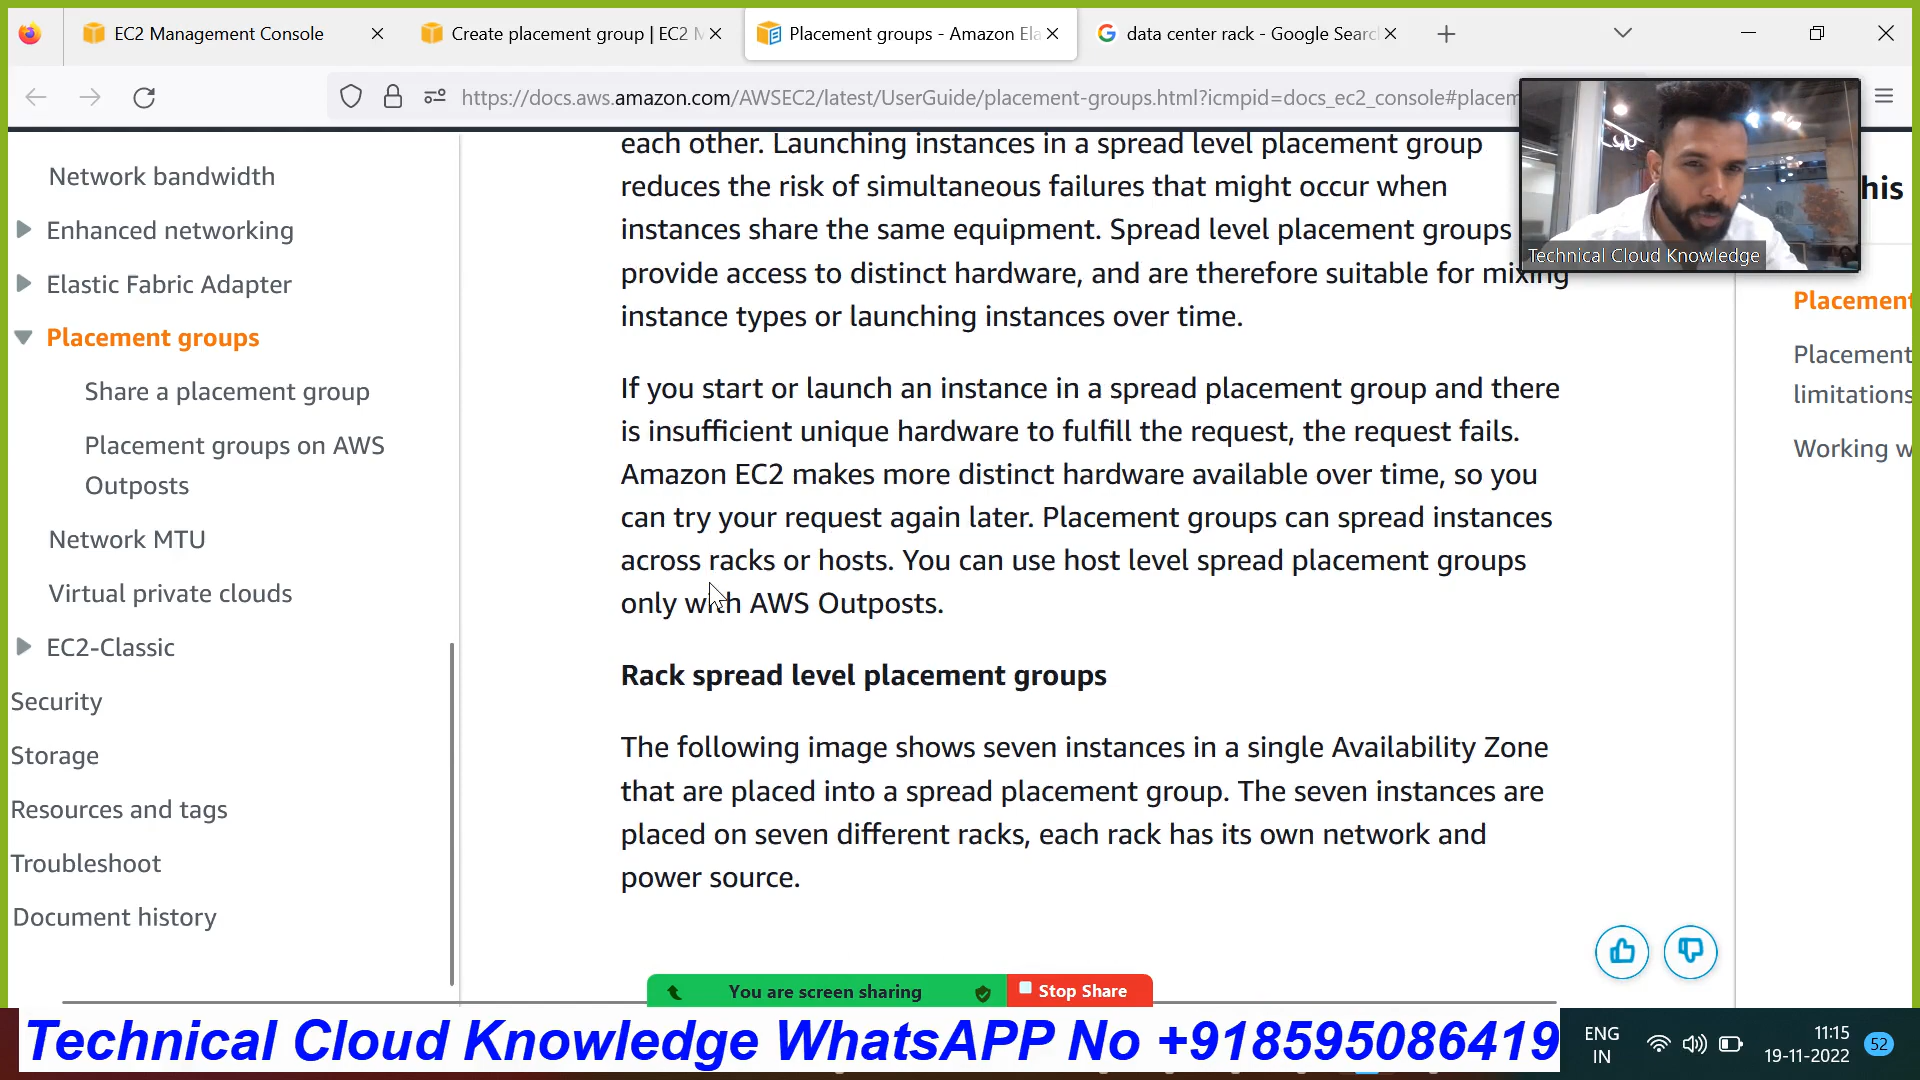 EC2 Management Console
Create placement group | EC2 M
Placement groups - Amazon Ela
data center rack - Google Searc
https://docs.aws.amazon.com/AWSEC2/latest/UserGuide/placement-groups.html?icmpid=docs_ec2_console#placem
Network bandwidth
Enhanced networking
Elastic Fabric Adapter
Placement groups
Share a placement group
Placement groups on AWS
Outposts
Network MTU
Virtual private clouds
EC2-Classic
Security
Storage
Resources and tags
Troubleshoot
Document history
each other. Launching instances in a spread level placement group
reduces the risk of simultaneous failures that might occur when
instances share the same equipment. Spread level placement groups
provide access to distinct hardware, and are therefore suitable for mixing
instance types or launching instances over time.
If you start or launch an instance in a spread placement group and there
is insufficient unique hardware to fulfill the request, the request fails.
Amazon EC2 makes more distinct hardware available over time, so you
can try your request again later. Placement groups can spread instances
across racks or hosts. You can use host level spread placement groups
only with AWS Outposts.
Rack spread level placement groups
The following image shows seven instances in a single Availability Zone
that are placed into a spread placement group. The seven instances are
placed on seven different racks, each rack has its own network and
power source.
Technical Cloud Knowledge
his
Placement
Placement
limitations
Working w
You are screen sharing
Stop Share
Technical Cloud Knowledge WhatsAPP No +918595086419
ENG
IN
11:15
19-11-2022
52